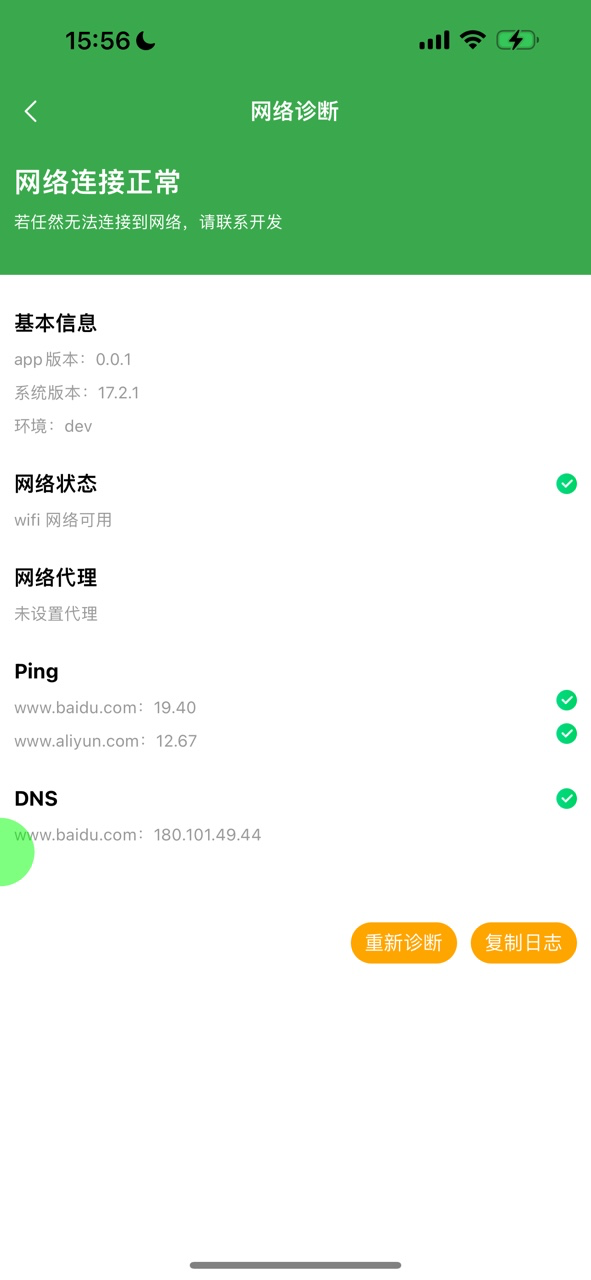 15:56
网络诊断
网络连接正常
若任然无法连接到网络，请联系开发
基本信息
app版本：0.0.1
系统版本：17.2.1
环境：dev
网络状态
wifi 网络可用
网络代理
未设置代理
Ping
www.baidu.com：19.40
www.aliyun.com：12.67
DNS
www.baidu.com：180.101.49.44
重新诊断 复制日志